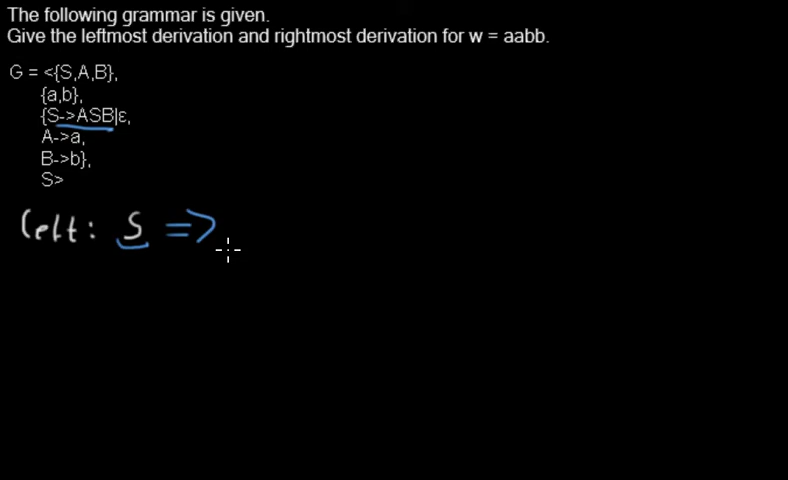 The following grammar is given.
Give the leftmost derivation and rightmost derivation for w = aabb.
G = <{S,A,B},
{a,b},
{S->ASB|ε,
A->a,
B->b},
S>
Left: S =>